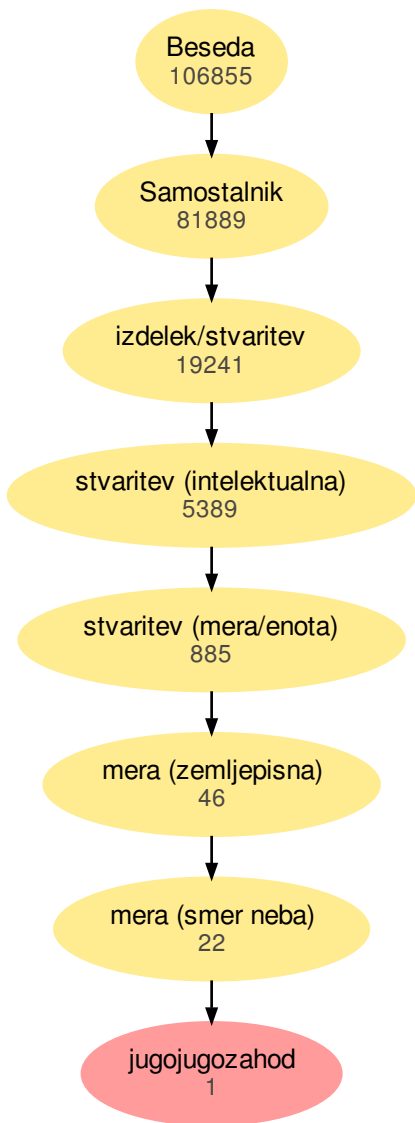 Beseda
106855
Samostalnik
81889
izdelek/stvaritev
19241
stvaritev (intelektualna)
5389
stvaritev (mera/enota)
885
mera (zemljepisna)
46
mera (smer neba)
22
jugojugozahod
1